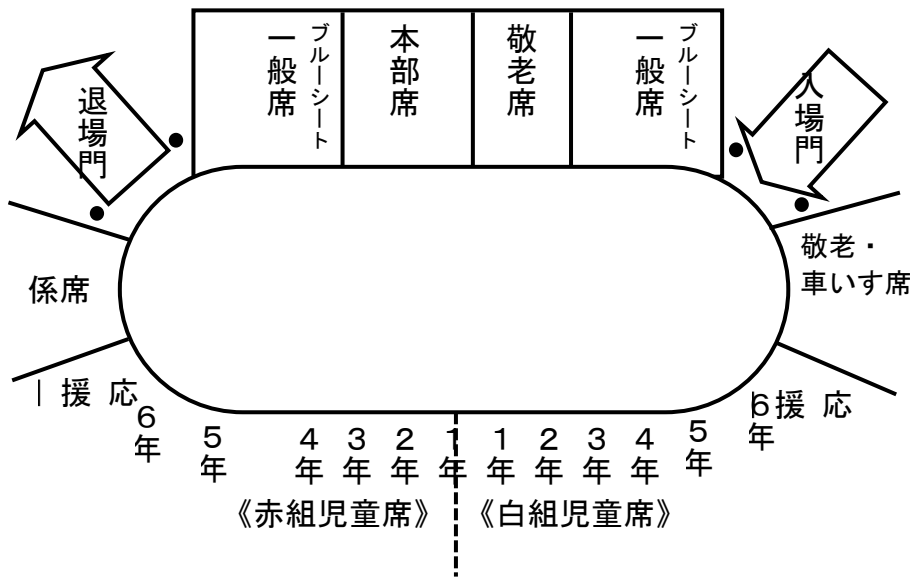 ブルーシート
一般席
本部席
敬老席
ブルーシート
一般席
退場門
入場門
係席
敬老・
車いす席
｜援 応
6年
5年
4年
3年
2年
1年
1年
2年
3年
4年
5年
6年
援 応
《赤組児童席》
《白組児童席》